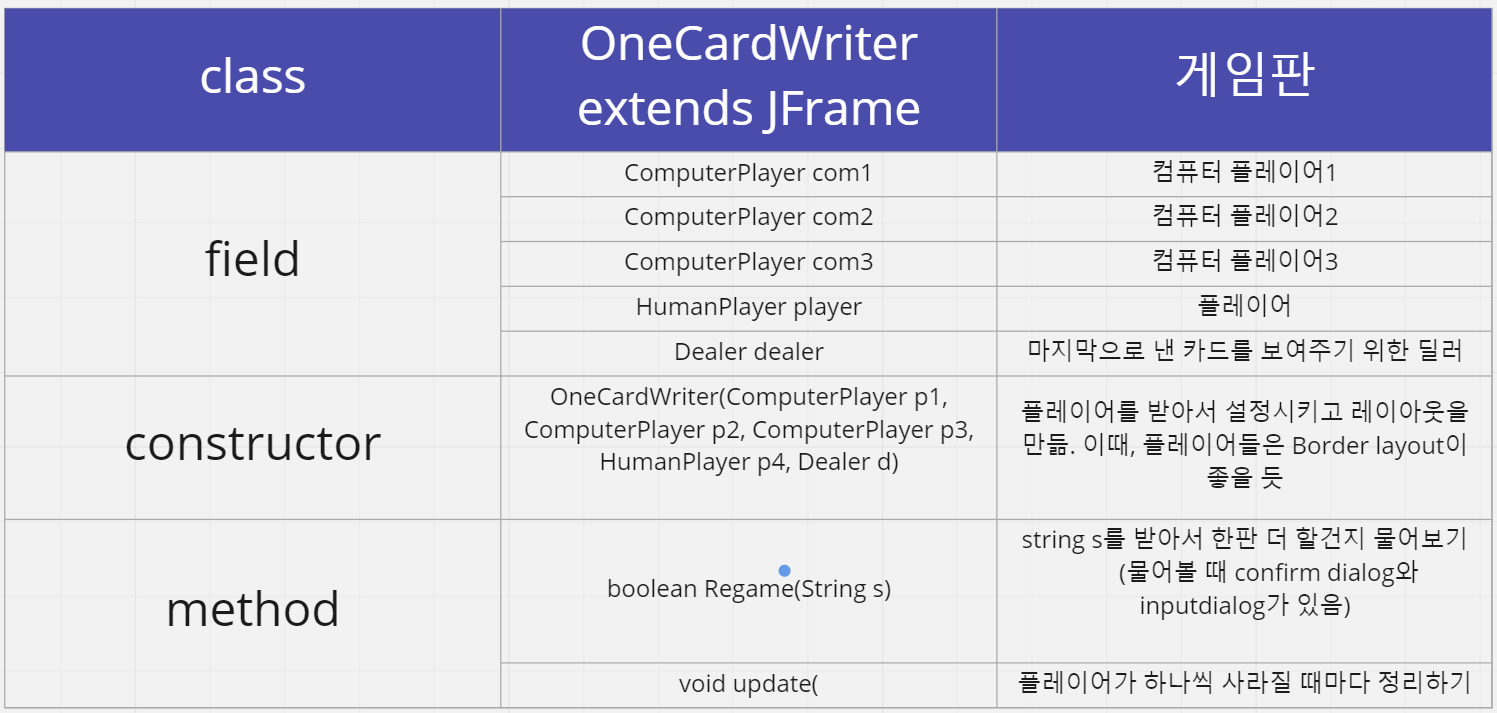 class
OneCardWriter
extends JFrame
게임판
field
ComputerPlayer com1
컴퓨터 플레이어1
ComputerPlayer com2
컴퓨터 플레이어2
ComputerPlayer com3
컴퓨터 플레이어3
HumanPlayer player
플레이어
Dealer dealer
마지막으로 낸 카드를 보여주기 위한 딜러
constructor
OneCardWriter(ComputerPlayer p1,
ComputerPlayer p2, ComputerPlayer p3,
HumanPlayer p4, Dealer d)
플레이어를 받아서 설정시키고 레이아웃을
만듦. 이때, 플레이어들은 Border layout이
좋을 듯
method
boolean Regame(String s)
string s를 받아서 한판 더 할건지 물어보기
(물어볼 때 confirm dialog와
inputdialog가 있음)
void update(
플레이어가 하나씩 사라질 때마다 정리하기